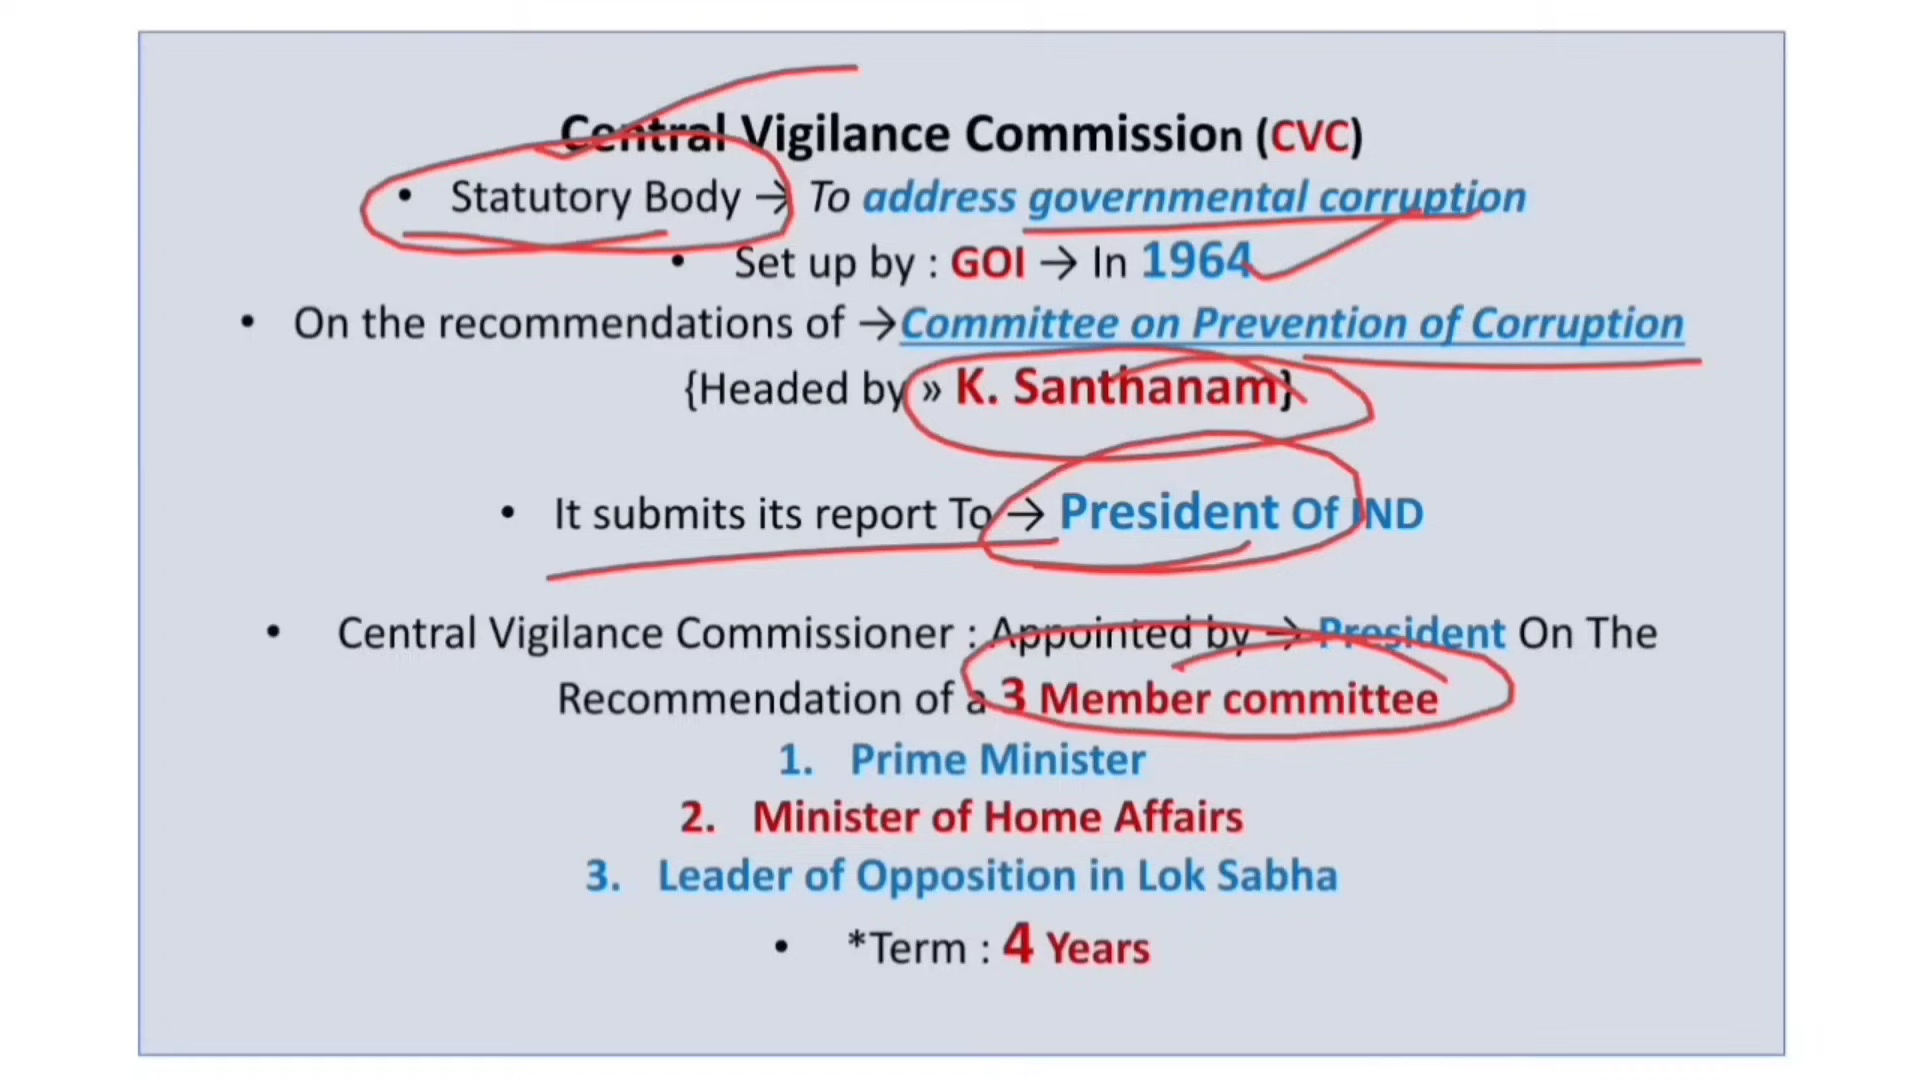 Central Vigilance Commission (CVC)
• Statutory Body → To address governmental corruption
• Set up by : GOI → In 1964
• On the recommendations of →Committee on Prevention of Corruption
{Headed by » K. Santhanam}
• It submits its report To → President Of IND
• Central Vigilance Commissioner : Appointed by → President On The
Recommendation of a 3 Member committee
1. Prime Minister
2. Minister of Home Affairs
3. Leader of Opposition in Lok Sabha
• *Term : 4 Years